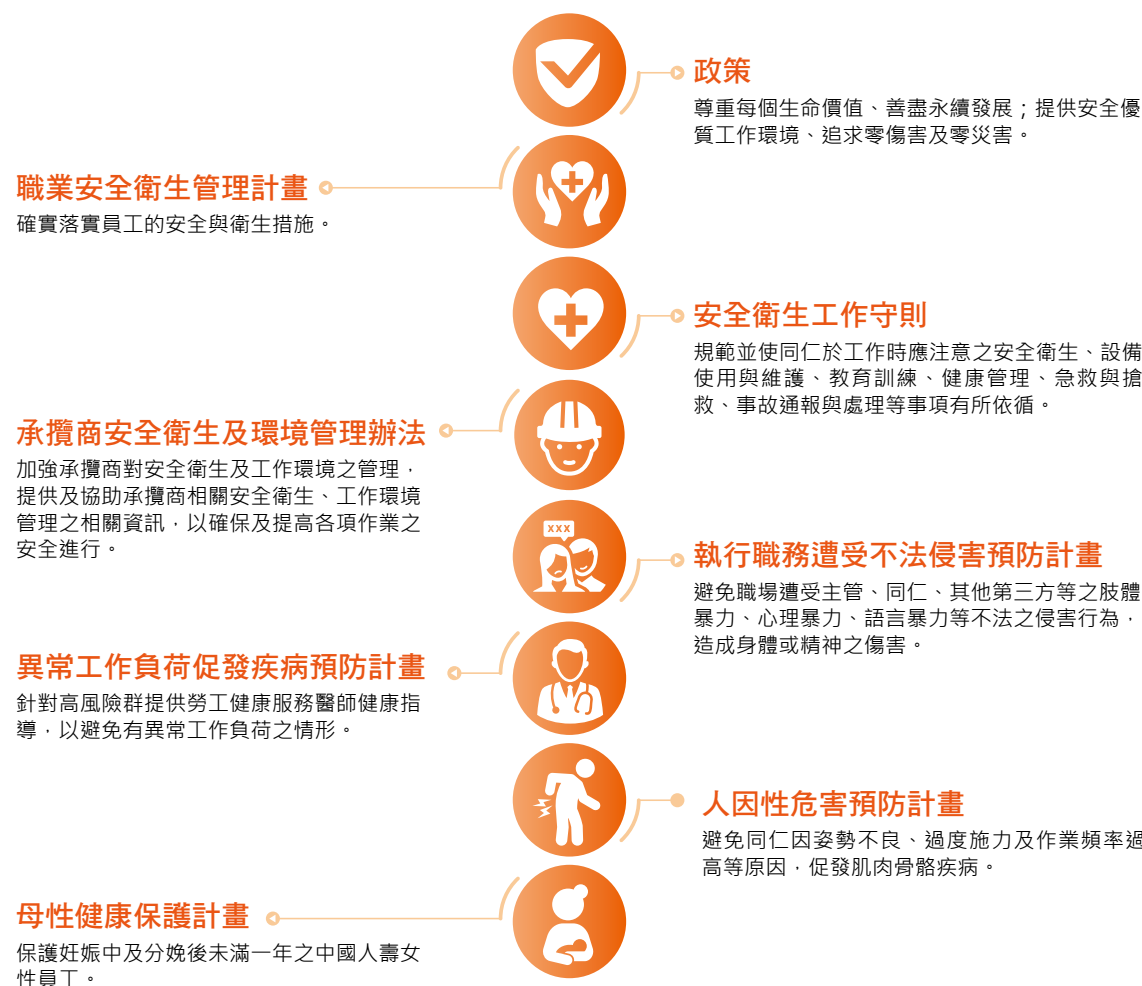 政策
尊重每個生命價值、善盡永續發展；提供安全優
質工作環境、追求零傷害及零災害。
職業安全衛生管理計畫
確實落實員工的安全與衛生措施。
安全衛生工作守則
規範並使同仁於工作時應注意之安全衛生、設備
使用與維護、教育訓練、健康管理、急救與搶
救、事故通報與處理等事項有所依循。
承攬商安全衛生及環境管理辦法
加強承攬商對安全衛生及工作環境之管理，
提供及協助承攬商相關安全衛生、工作環境
管理之相關資訊，以確保及提高各項作業之
安全進行。
XXX
執行職務遭受不法侵害預防計畫
避免職場遭受主管、同仁、其他第三方等之肢體
暴力、心理暴力、語言暴力等不法之侵害行為，
造成身體或精神之傷害。
異常工作負荷促發疾病預防計畫
針對高風險群提供勞工健康服務醫師健康指
導，以避免有異常工作負荷之情形。
人因性危害預防計畫
避免同仁因姿勢不良、過度施力及作業頻率過
高等原因，促發肌肉骨骼疾病。
母性健康保護計畫
保護妊娠中及分娩後未滿一年之中國人壽女
性員工。